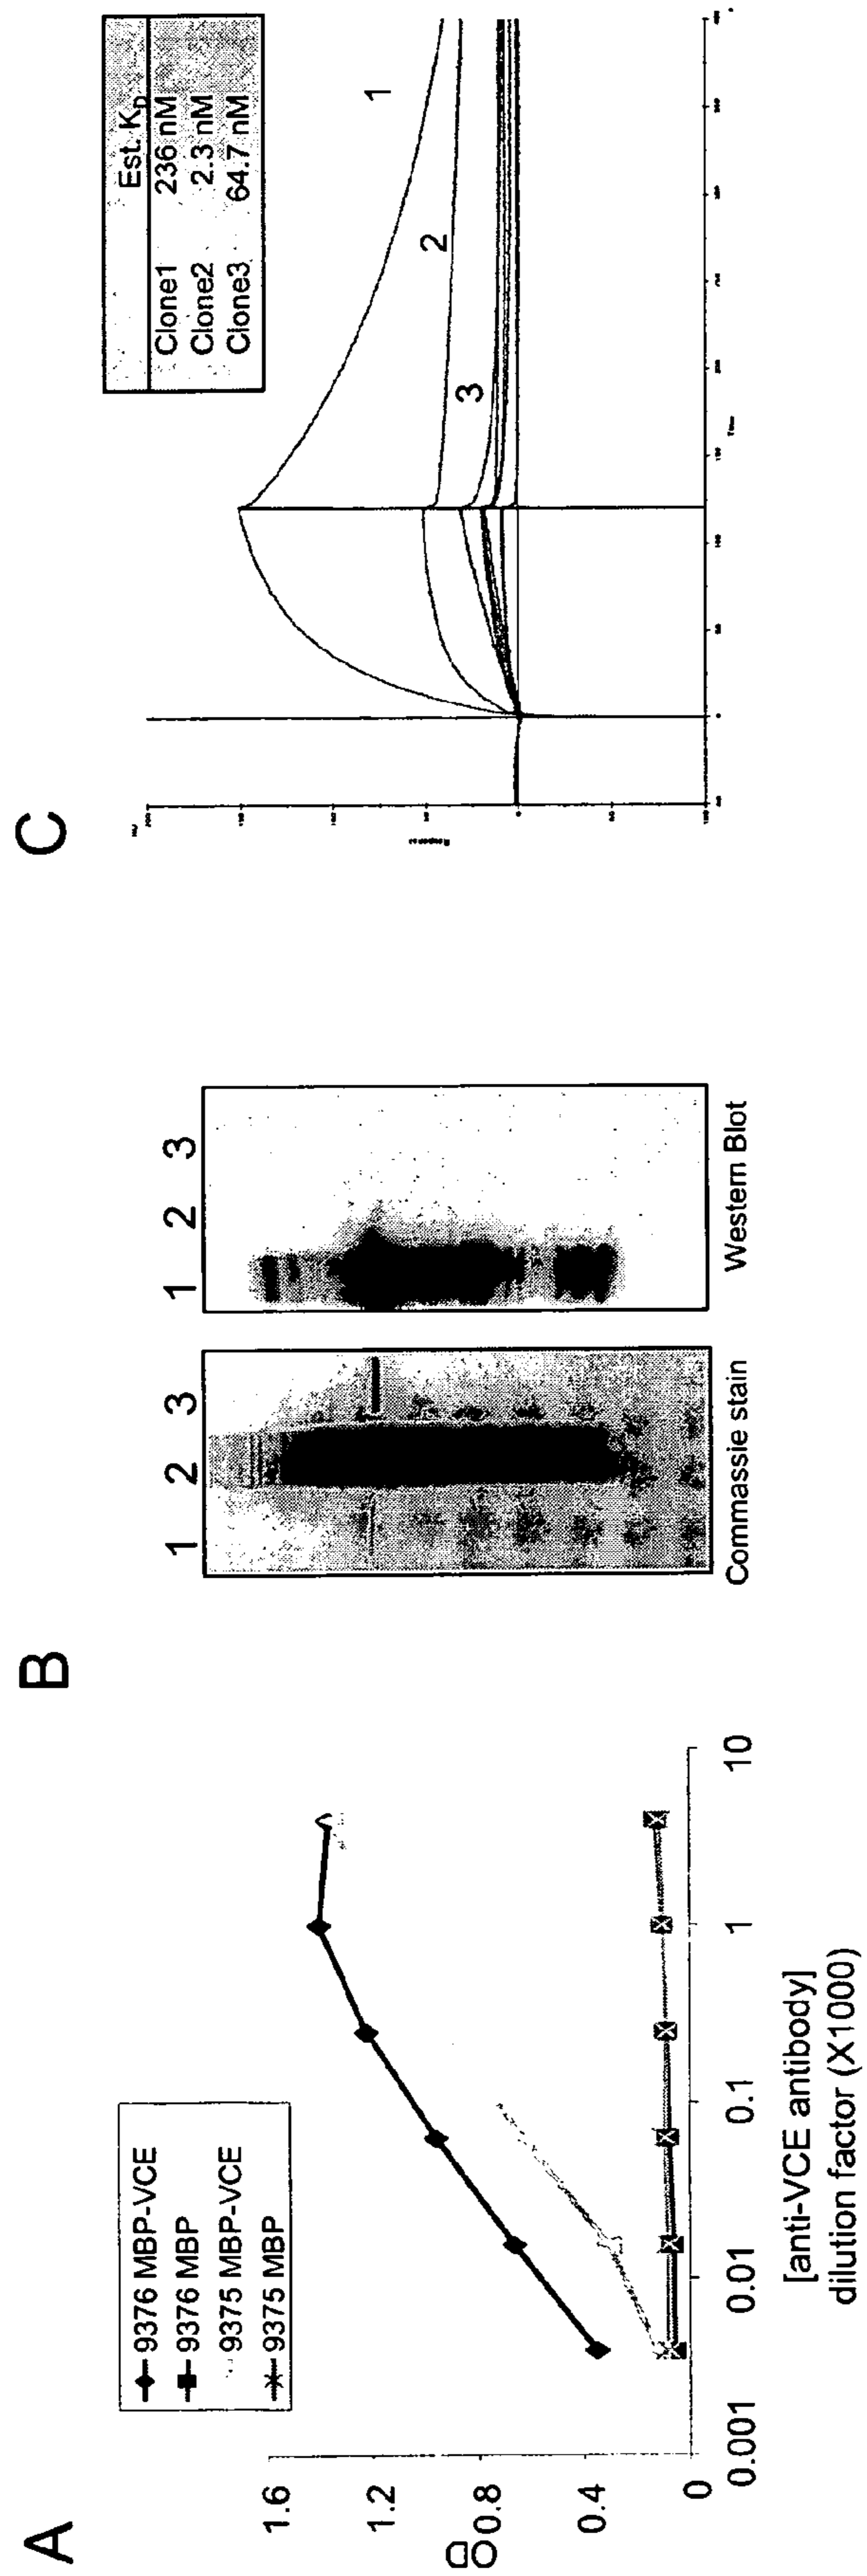 A
9376 MBP-VCE
9376 MBP
9375 MBP-VCE
9375 MBP
1.6
1.2
0.8
0.4
0
OD
0.001
0.01
0.1
1
10
[anti-VCE antibody]
dilution factor (X1000)
B
1 2 3
Commassie stain
1 2 3
Western Blot
C
Est. KD
Clone1 236 nM
Clone2 2.3 nM
Clone3 64.7 nM
1
2
3